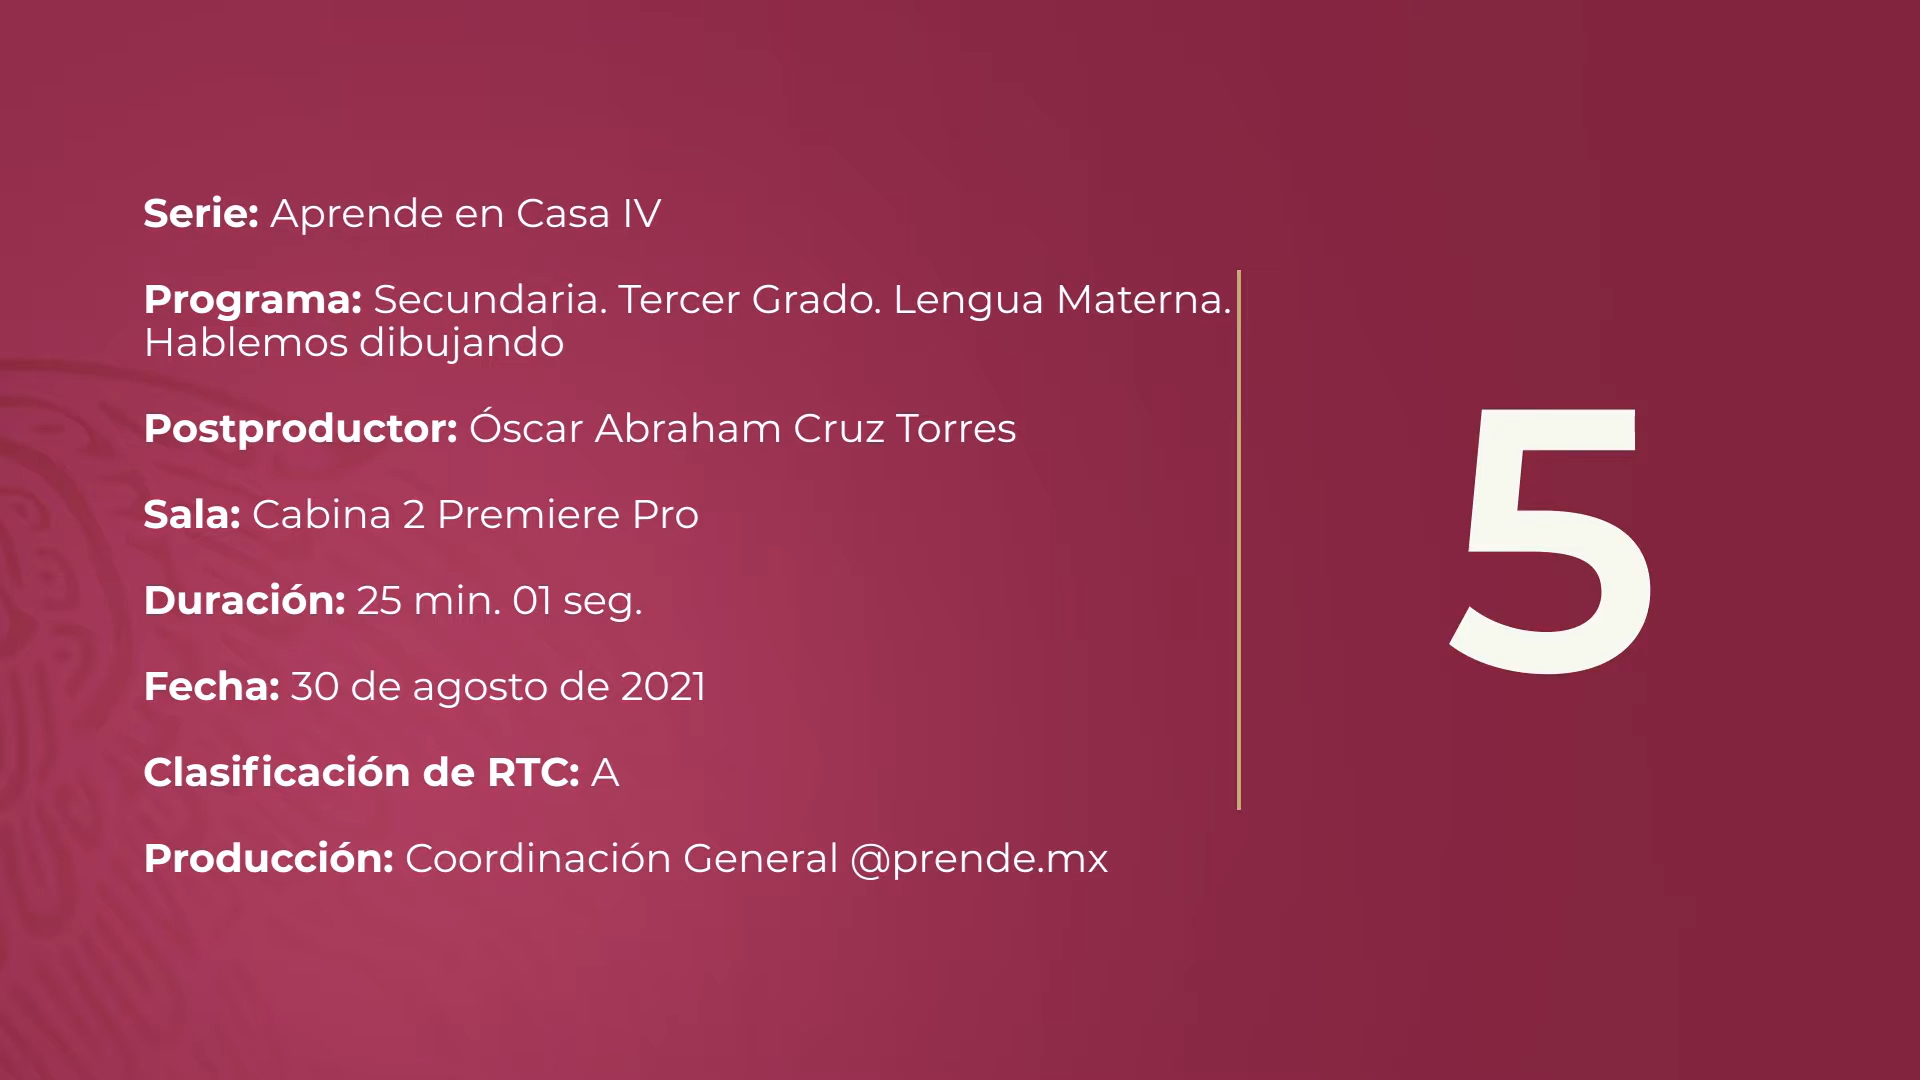 Serie: Aprende en Casa IV
Programa: Secundaria. Tercer Grado. Lengua Materna.
Hablemos dibujando
Postproductor: Óscar Abraham Cruz Torres
Sala: Cabina 2 Premiere Pro
Duración: 25 min. 01 seg.
Fecha: 30 de agosto de 2021
Clasificación de RTC: A
Producción: Coordinación General @prende.mx
5